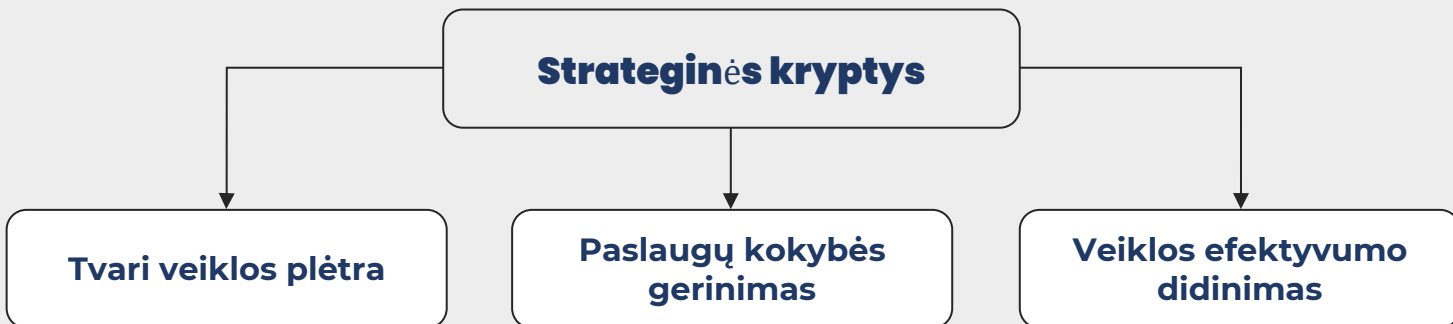 Strateginės kryptys
Tvari veiklos plėtra
Paslaugų kokybės
gerinimas
Veiklos efektyvumo
didinimas